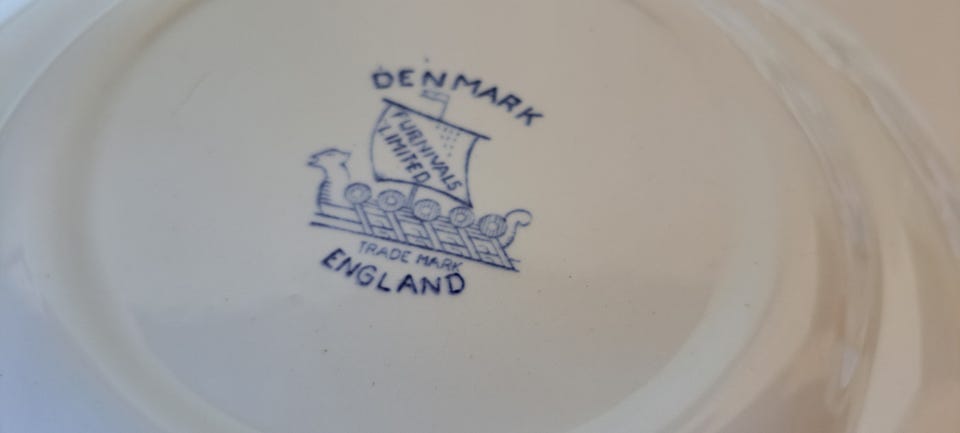 DENMARK
FURNIVALS
LIMITED
TRADE MARK
ENGLAND